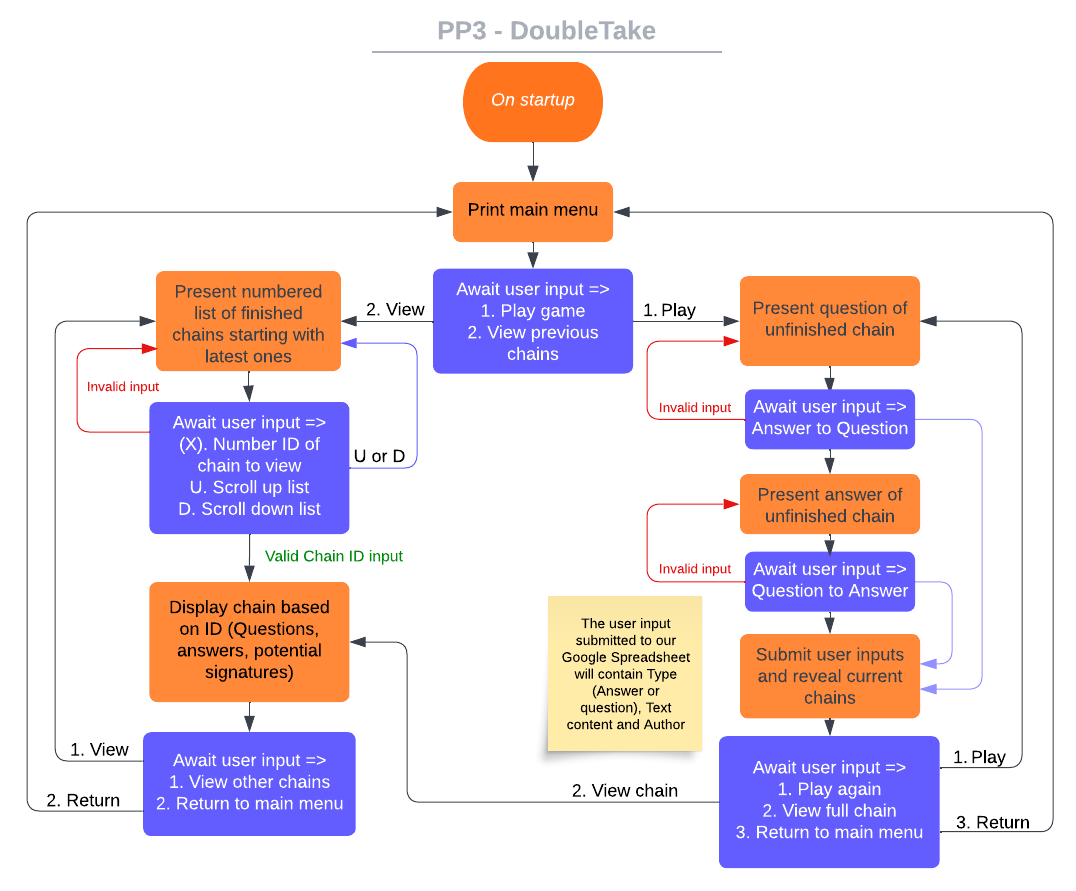 PP3 - DoubleTake
On startup
Print main menu
Await user input =>
1. Play game
2. View previous
chains
2. View
1. Play
Present numbered
list of finished
chains starting with
latest ones
Invalid input
Await user input =>
(X). Number ID of
chain to view
U. Scroll up list
D. Scroll down list
U or D
Valid Chain ID input
Display chain based
on ID (Questions,
answers, potential
signatures)
Await user input =>
1. View other chains
2. Return to main menu
1. View
2. Return
Present question of
unfinished chain
Invalid input
Await user input =>
Answer to Question
Present answer of
unfinished chain
Invalid input
Await user input =>
Question to Answer
Submit user inputs
and reveal current
chains
The user input
submitted to our
Google Spreadsheet
will contain Type
(Answer or
question), Text
content and Author
Await user input =>
1. Play again
2. View full chain
3. Return to main menu
2. View chain
1. Play
3. Return